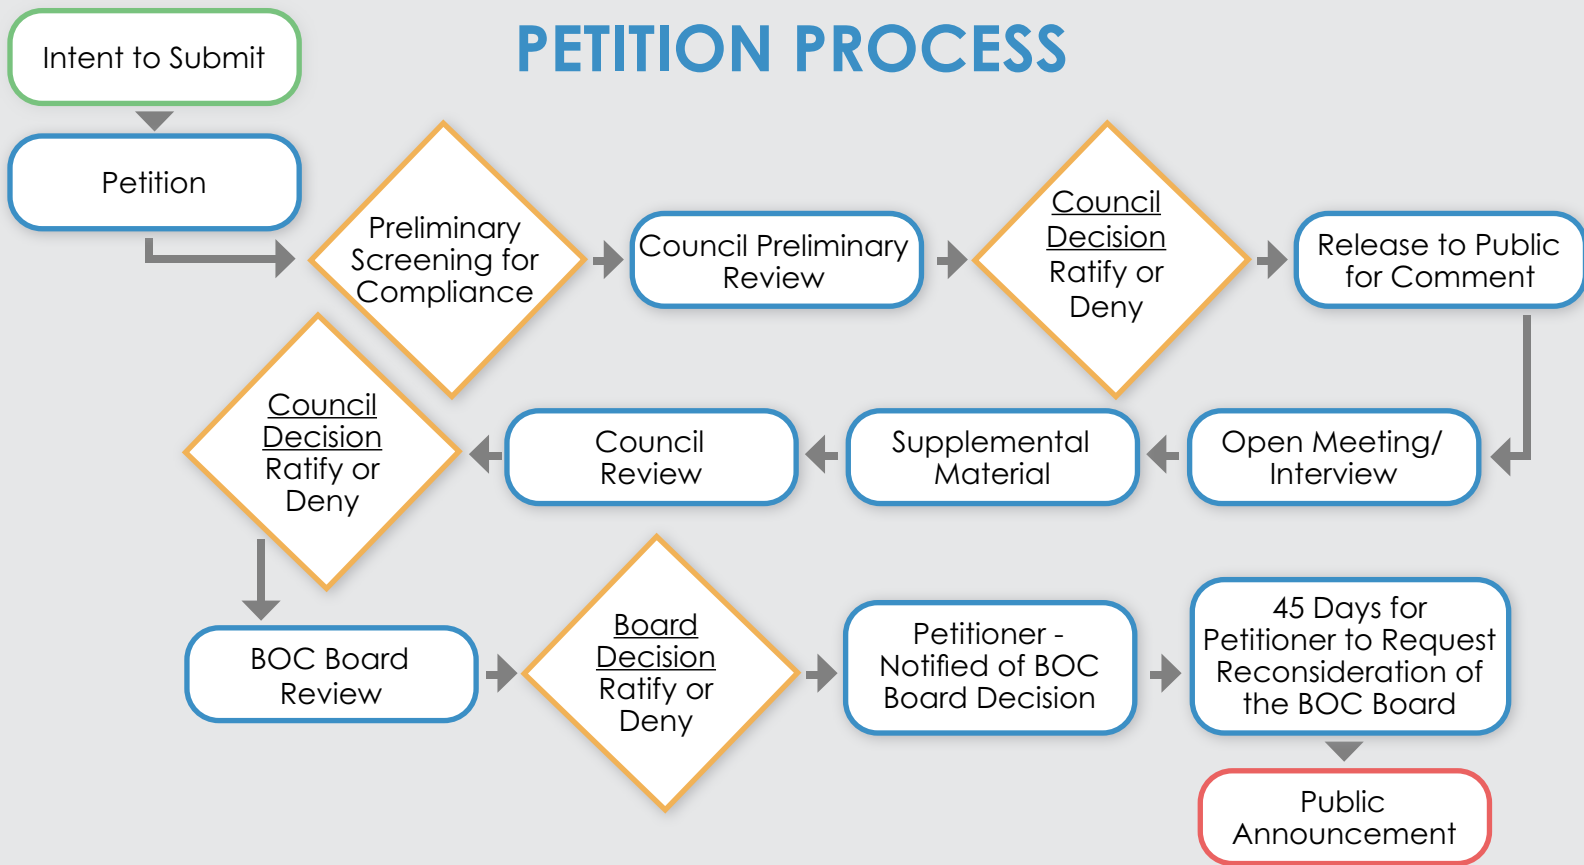 PETITION PROCESS
Intent to Submit
Petition
Preliminary
Screening for
Compliance
Council Preliminary
Review
Council
Decision
Ratify or
Deny
Release to Public
for Comment
Open Meeting/
Interview
Supplemental
Material
Council
Review
Council
Decision
Ratify or
Deny
BOC Board
Review
Board
Decision
Ratify or
Deny
Petitioner -
Notified of BOC
Board Decision
45 Days for
Petitioner to Request
Reconsideration of
the BOC Board
Public
Announcement